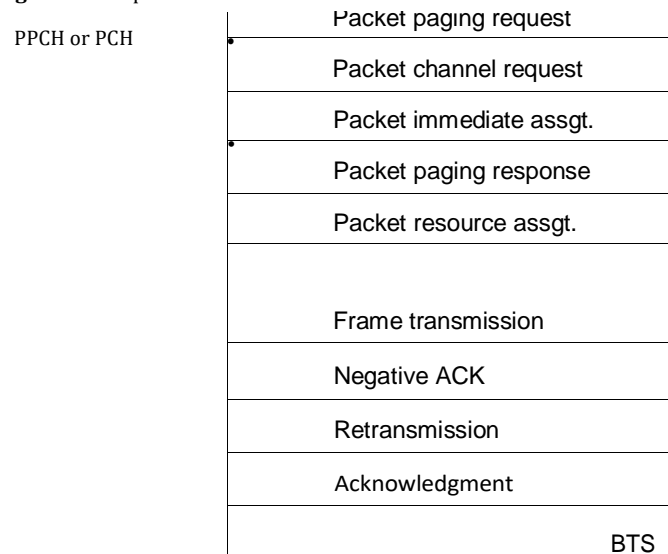 Packet paging request
PPCH or PCH
Packet channel request
Packet immediate assgt.
Packet paging response
Packet resource assgt.
Frame transmission
Negative ACK
Retransmission
Acknowledgment
BTS